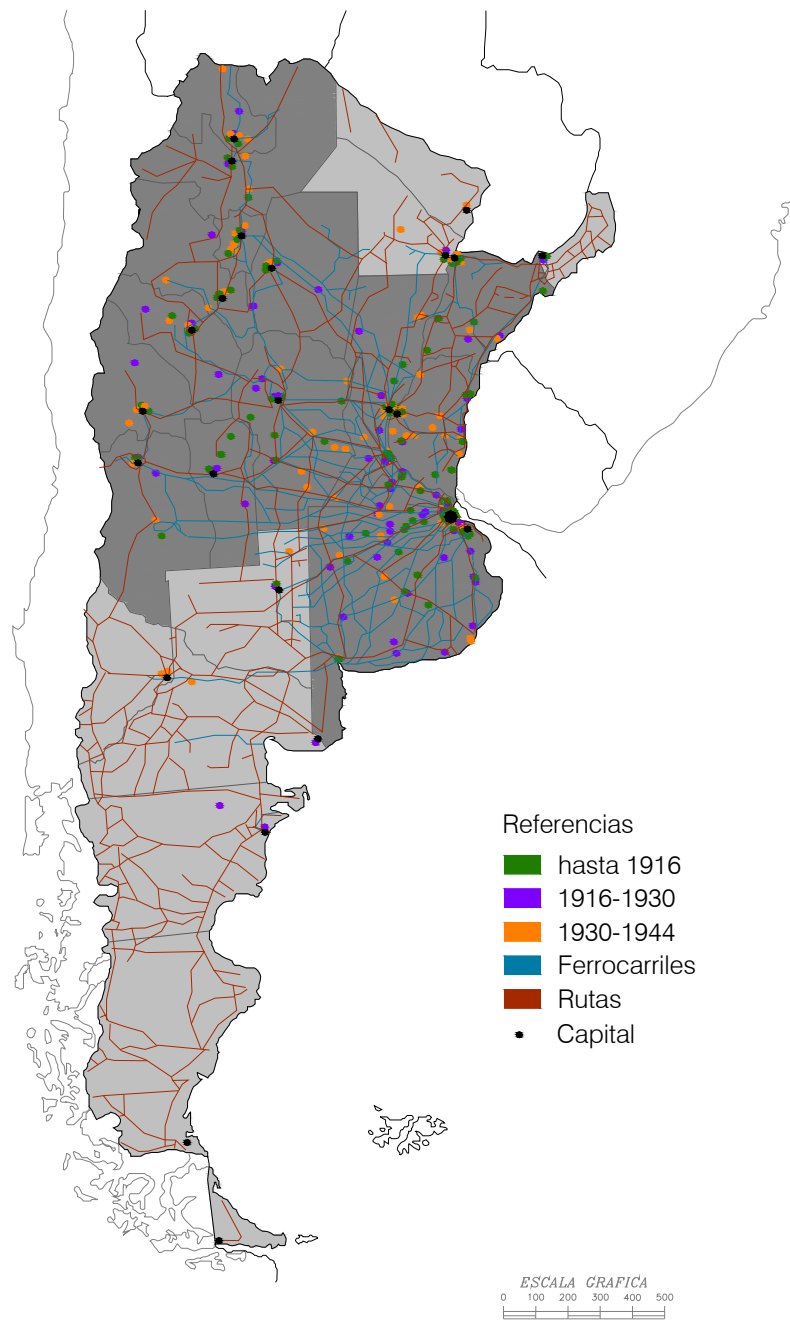 Referencias
hasta 1916
1916-1930
1930-1944
Ferrocarriles
Rutas
Capital
ESCALA GRAFICA
0 100 200 300 400 500